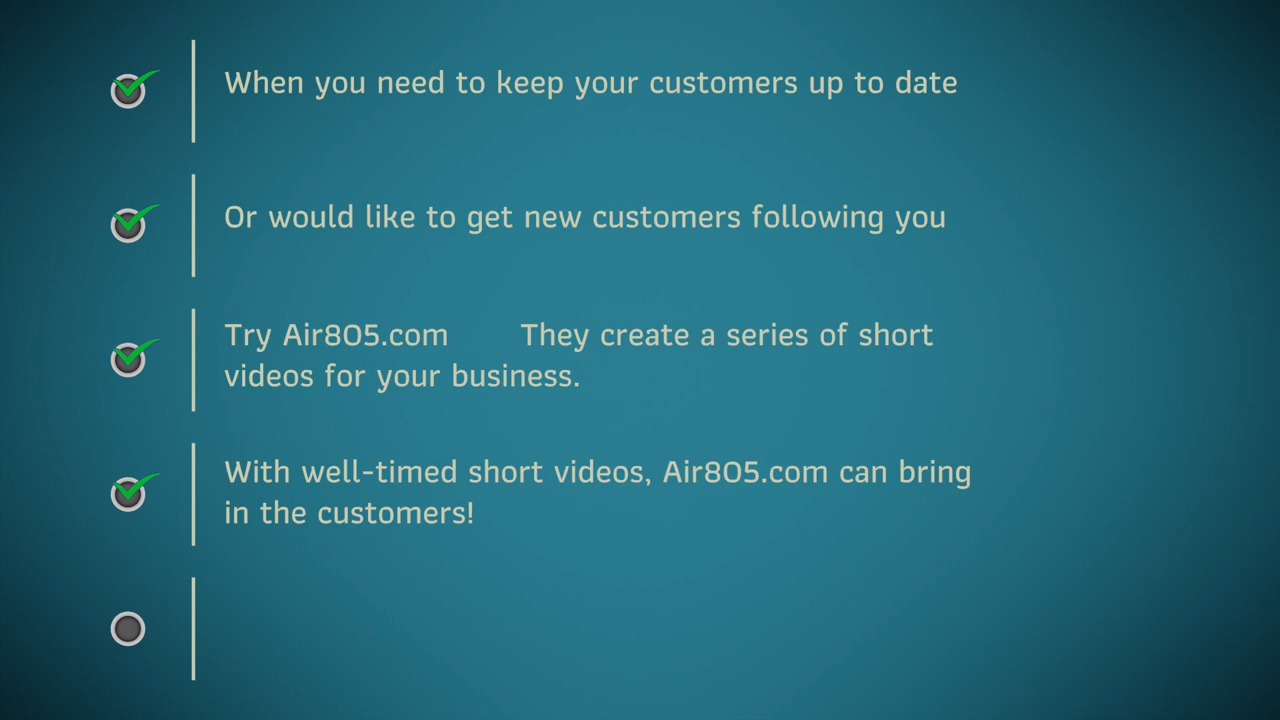 When you need to keep your customers up to date
Or would like to get new customers following you
Try Air805.com They create a series of short
videos for your business.
With well-timed short videos, Air805.com can bring
in the customers!